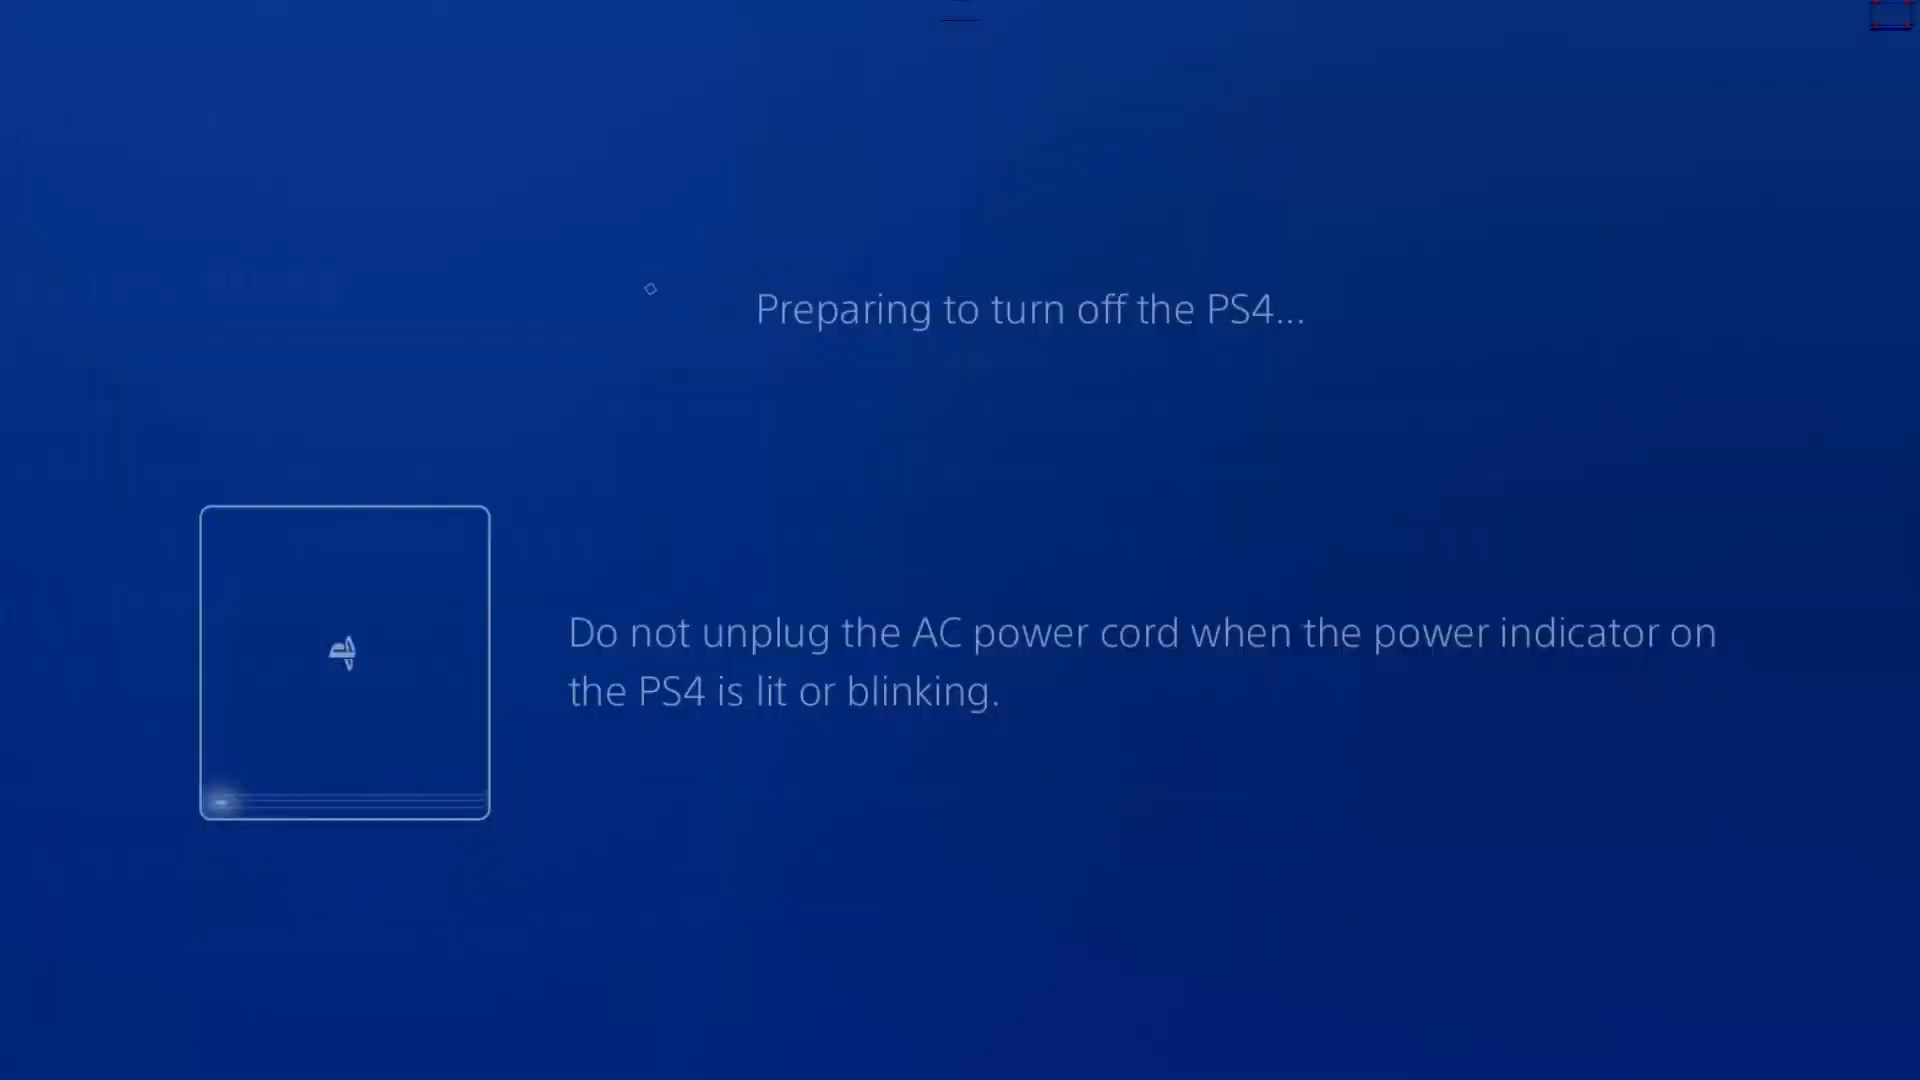 Preparing to turn off the PS4...
Do not unplug the AC power cord when the power indicator on
the PS4 is lit or blinking.